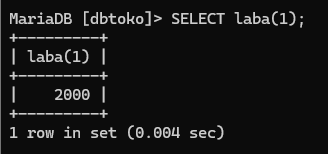 MariaDB [dbtoko]> SELECT laba(1);
+---------+
| laba(1) |
+---------+
|    2000 |
+---------+
1 row in set (0.004 sec)